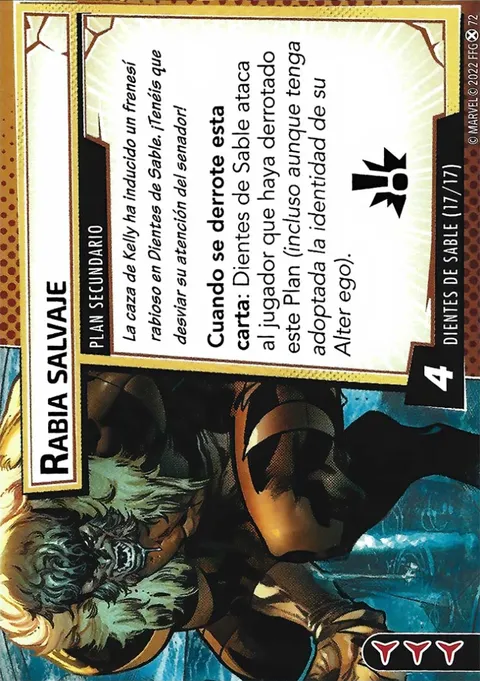 RABIA SALVAJE
PLAN SECUNDARIO
La caza de Kelly ha inducido un frenesí
rabioso en Dientes de Sable. ¡Tenéis que
desviar su atención del senador!
Cuando se derrote esta
carta: Dientes de Sable ataca
al jugador que haya derrotado
este Plan (incluso aunque tenga
adoptada la identidad de su
Alter ego).
4
DIENTES DE SABLE (17/17)
© MARVEL © 2022 FFG 72